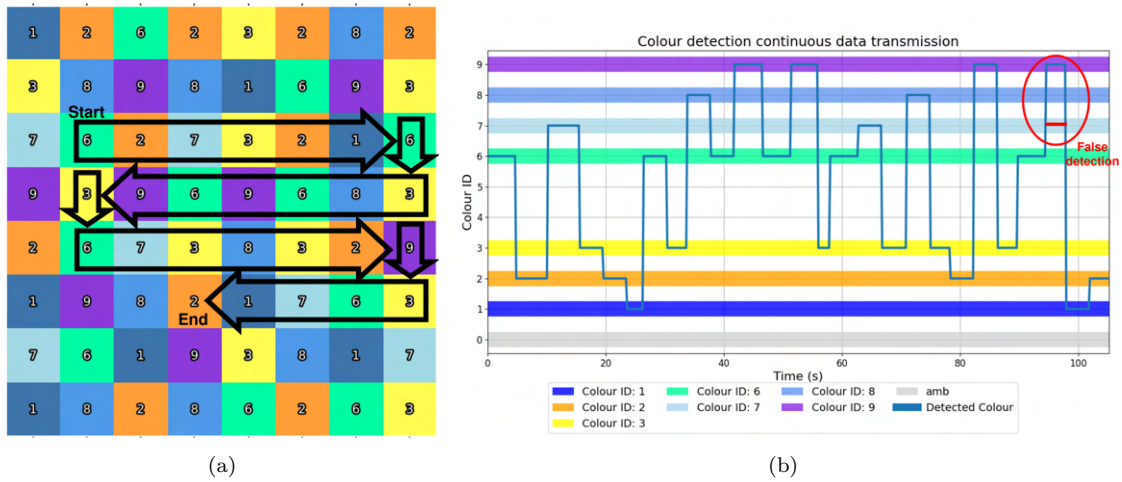 1 2 6 2 3 2 8 2
3 8 9 8 1 6 9 3
Start
7 6 2 7 3 2 1 6
9 3 9 6 9 6 8 3
2 6 7 3 8 3 2 9
1 9 8 2 1 7 6 3
End
7 6 1 9 3 8 1 7
1 8 2 8 6 2 6 3
(a)
Colour detection continuous data transmission
Colour ID
9
8
7
6
5
4
3
2
1
0
False
detection
0 20 40 60 80 100
Time (s)
Colour ID: 1 Colour ID: 6 Colour ID: 8 amb
Colour ID: 2 Colour ID: 7 Colour ID: 9 Detected Colour
Colour ID: 3
(b)